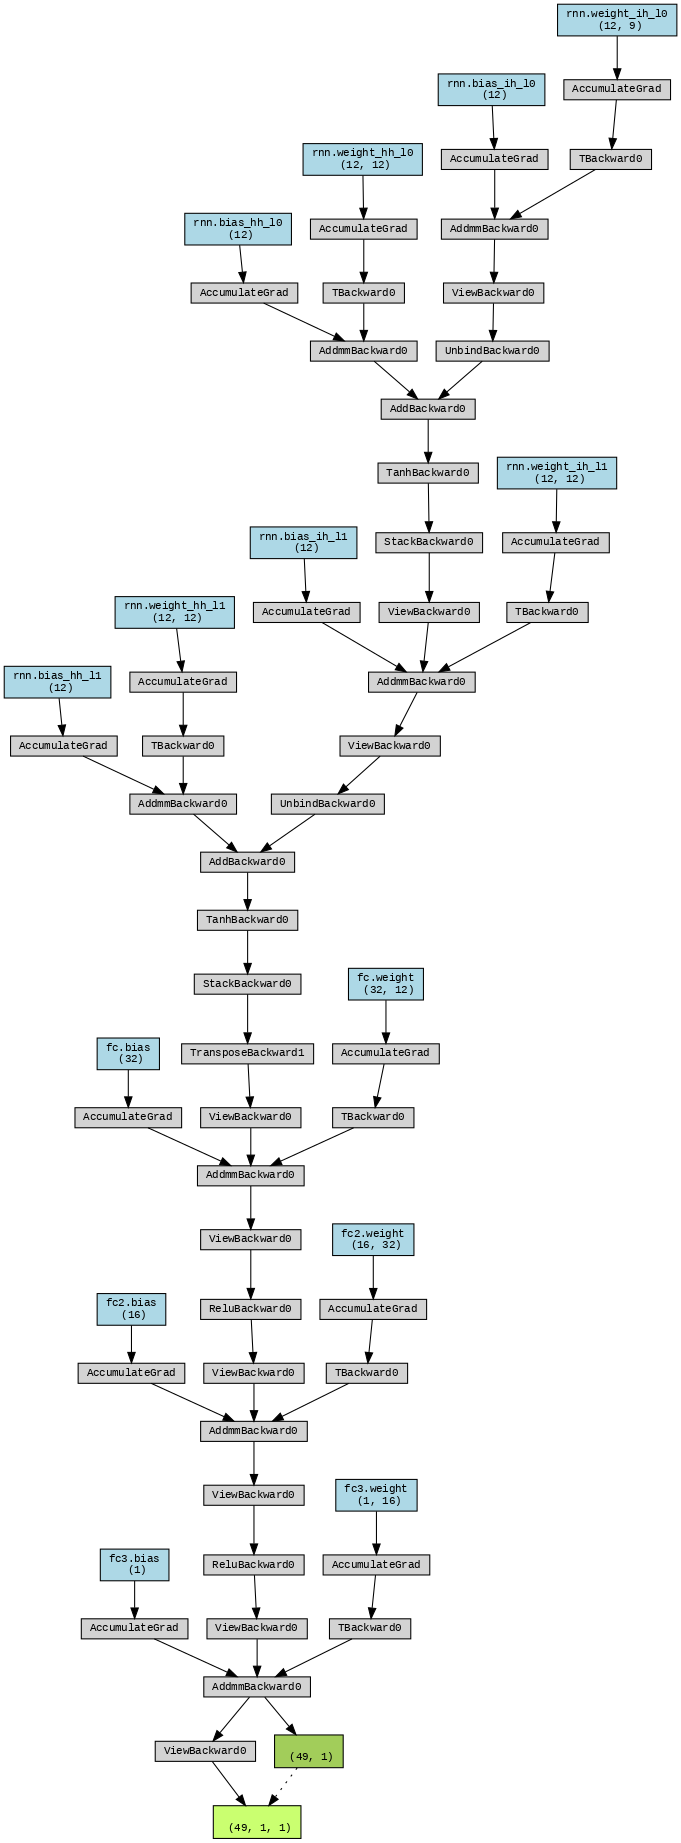 rnn.weight_ih_l0
(12, 9)
rnn.bias_ih_l0
(12)
AccumulateGrad
rnn.weight_hh_l0
(12, 12)
AccumulateGrad
TBackward0
rnn.bias_hh_l0
(12)
AccumulateGrad
AddmmBackward0
AccumulateGrad
TBackward0
ViewBackward0
AddmmBackward0
UnbindBackward0
AddBackward0
TanhBackward0
rnn.weight_ih_l1
(12, 12)
rnn.bias_ih_l1
(12)
StackBackward0
AccumulateGrad
rnn.weight_hh_l1
(12, 12)
AccumulateGrad
ViewBackward0
TBackward0
rnn.bias_hh_l1
(12)
AccumulateGrad
AddmmBackward0
AccumulateGrad
TBackward0
ViewBackward0
AddmmBackward0
UnbindBackward0
AddBackward0
TanhBackward0
StackBackward0
fc.weight
(32, 12)
fc.bias
(32)
TransposeBackward1
AccumulateGrad
AccumulateGrad
ViewBackward0
TBackward0
AddmmBackward0
ViewBackward0
fc2.weight
(16, 32)
fc2.bias
(16)
ReluBackward0
AccumulateGrad
AccumulateGrad
ViewBackward0
TBackward0
AddmmBackward0
ViewBackward0
fc3.weight
(1, 16)
fc3.bias
(1)
ReluBackward0
AccumulateGrad
AccumulateGrad
ViewBackward0
TBackward0
AddmmBackward0
ViewBackward0
(49, 1)
(49, 1, 1)